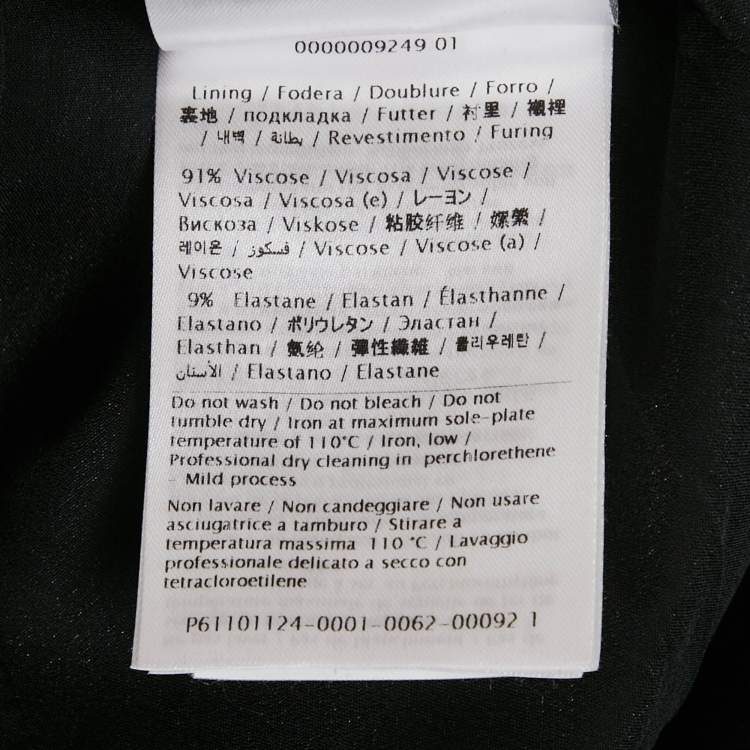 0000009249 01
Lining / Fodera / Doublure / Forro /
裏地 / подкладка / Futter / 衬里 / 襯裡
/ 내벽 / بطانة / Revestimento / Furing
91% Viscose / Viscosa / Viscose /
Viscosa / Viscosa (e) / レーヨン /
Вискоза / Viskose / 粘胶纤维 / 嫘縈 /
레이온 / فسكوز / Viscose / Viscose (a) /
Viscose
9% Elastane / Elastan / Élasthanne /
Elastano / ポリウレタン / Эластан /
Elasthan / 氨纶 / 彈性纖維 / 폴리우레탄 /
الأستان / Elastano / Elastane
Do not wash / Do not bleach / Do not
tumble dry / Iron at maximum sole-plate
temperature of 110°C / Iron, low /
Professional dry cleaning in perchlorethene
- Mild process
Non lavare / Non candeggiare / Non usare
asciugatrice a tamburo / Stirare a
temperatura massima 110 °C / Lavaggio
professionale delicato a secco con
tetracloroetilene
P61101124-0001-0062-00092 1